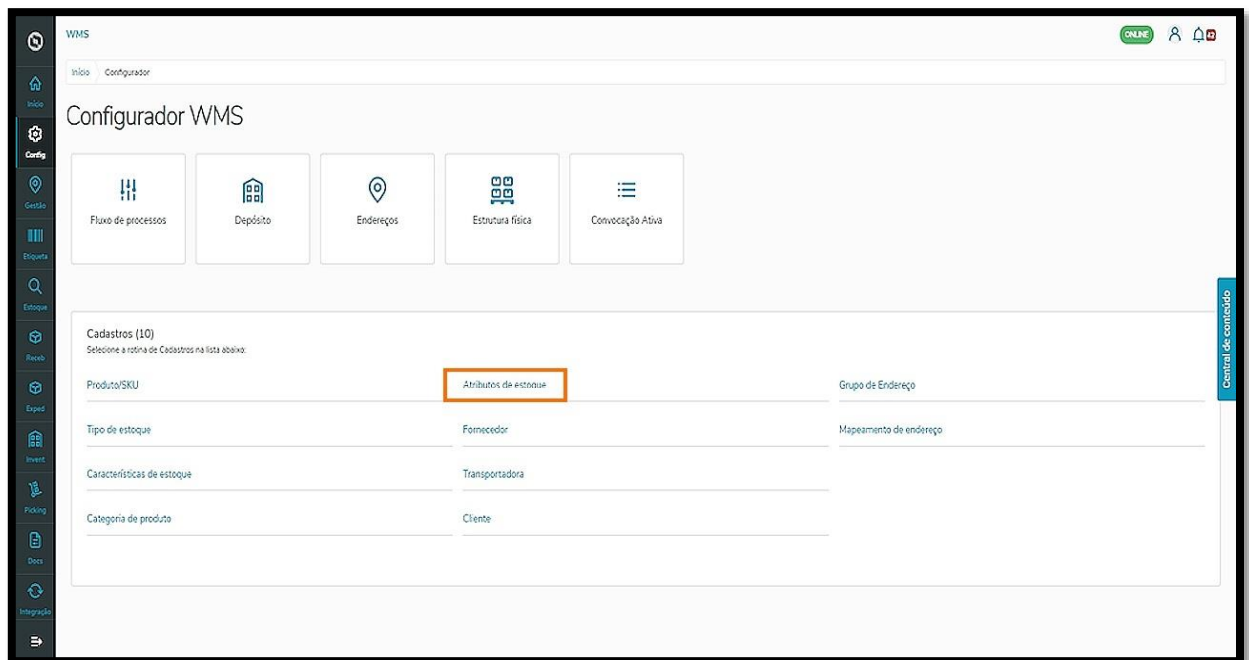 WMS
ONLINE
42
Início
Configurador
Configurador WMS
Início
Config
Gestão
Etiqueta
Estoque
Receb
Exped
Invent
Picking
Docs
Integração
Fluxo de processos
Depósito
Endereços
Estrutura física
Convocação Ativa
Central de conteúdo
Cadastros (10)
Selecione a rotina de Cadastros na lista abaixo:
Produto/SKU
Atributos de estoque
Grupo de Endereço
Tipo de estoque
Fornecedor
Mapeamento de endereço
Características de estoque
Transportadora
Categoria de produto
Cliente